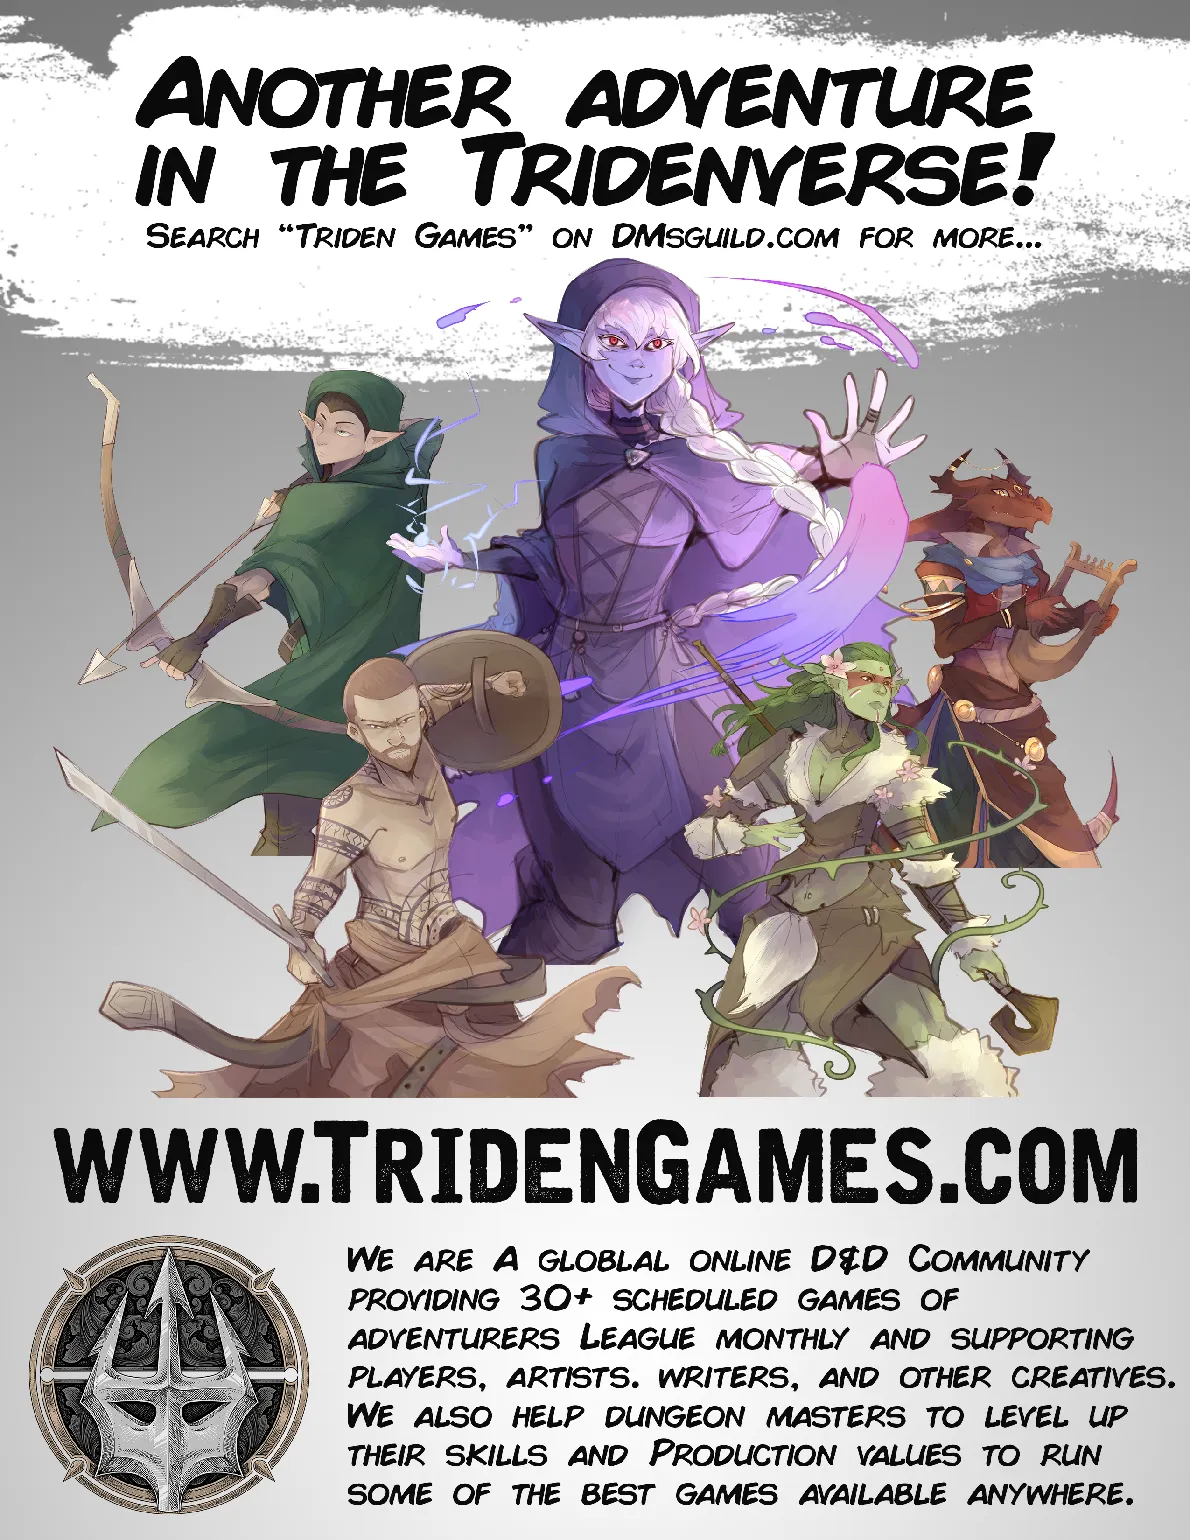 Another adventure
in the Tridenverse!
Search “Triden Games” on DMsguild.com for more...
www.TridenGames.com
We are A globlal online D&D Community
providing 30+ scheduled games of
adventurers League monthly and supporting
players, artists. writers, and other creatives.
We also help dungeon masters to level up
their skills and Production values to run
some of the best games available anywhere.